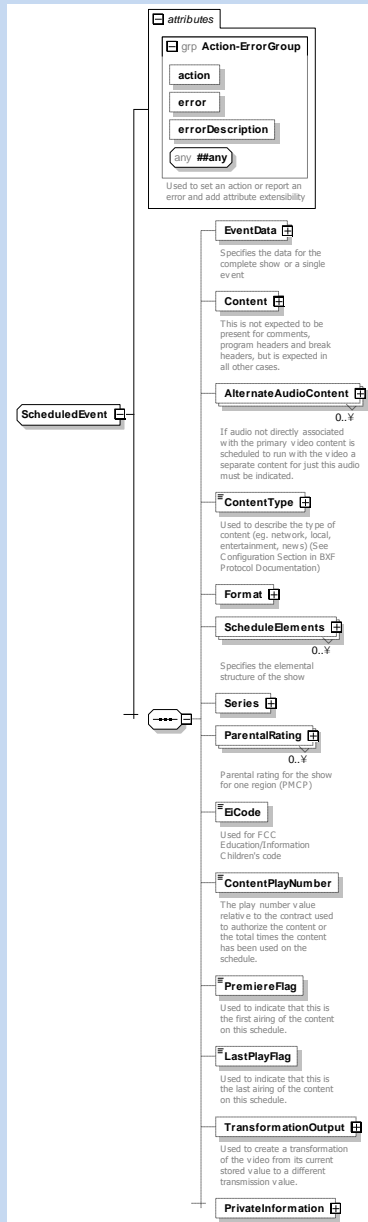 attributes
grp Action-ErrorGroup
action
error
errorDescription
any ##any
Used to set an action or report an
error and add attribute extensibility
ScheduledEvent
EventData
Specifies the data for the
complete show or a single
event
Content
This is not expected to be
present for comments,
program headers and break
headers, but is expected in
all other cases.
AlternateAudioContent
0..¥
If audio not directly associated
with the primary video content is
scheduled to run with the video a
separate content for just this audio
must be indicated.
ContentType
Used to describe the type of
content (eg. network, local,
entertainment, news) (See
Configuration Section in BXF
Protocol Documentation)
Format
ScheduleElements
0..¥
Specifies the elemental
structure of the show
Series
ParentalRating
0..¥
Parental rating for the show
for one region (PMCP)
EiCode
Used for FCC
Education/Information
Children's code
ContentPlayNumber
The play number value
relative to the contract used
to authorize the content or
the total times the content
has been used on the
schedule.
PremiereFlag
Used to indicate that this is
the first airing of the content
on this schedule.
LastPlayFlag
Used to indicate that this is
the last airing of the content
on this schedule.
TransformationOutput
Used to create a transformation
of the video from its current
stored value to a different
transmission value.
PrivateInformation